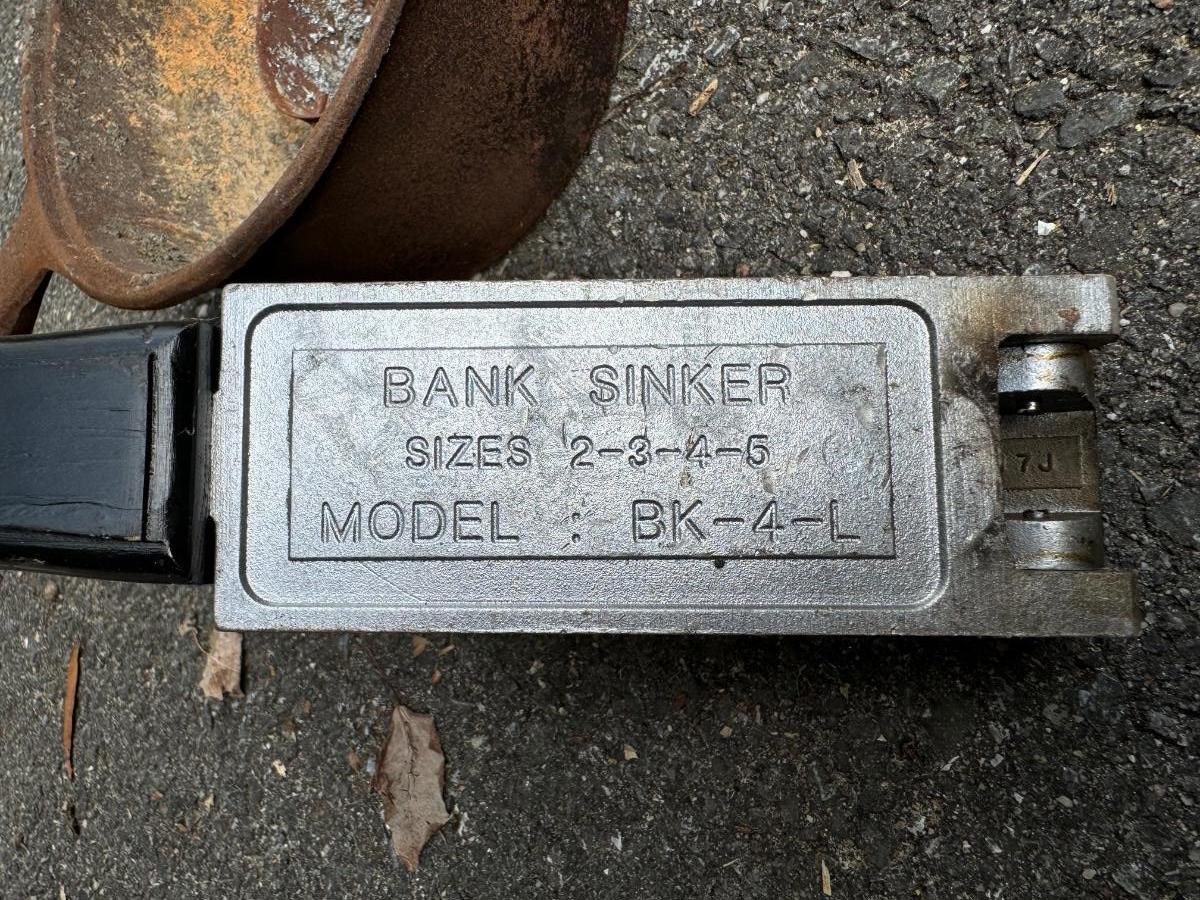 BANK SINKER
SIZES 2-3-4-5
MODEL : BK-4-L
7J